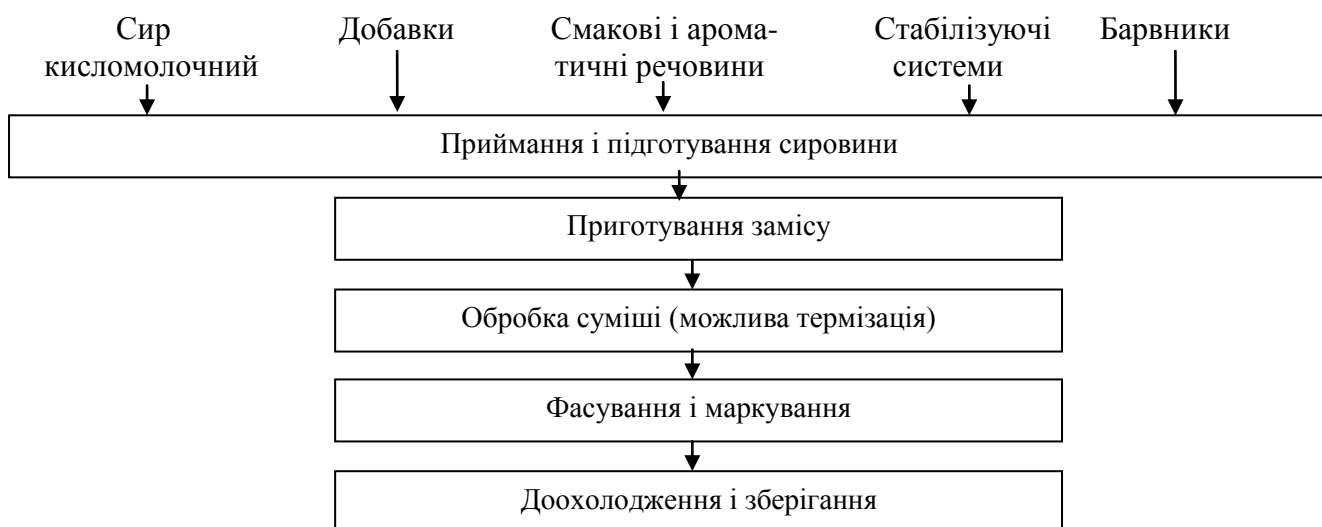 Сир
кисломолочний
Добавки
Смакові і арома-
тичні речовини
Стабілізуючі
системи
Барвники
Приймання і підготування сировини
Приготування замісу
Обробка суміші (можлива термізація)
Фасування і маркування
Доохолодження і зберігання